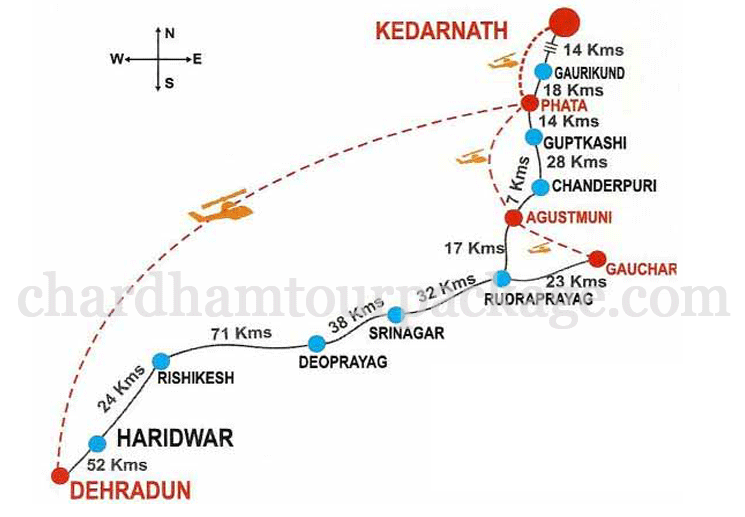 N
W E
S
KEDARNATH
14 Kms
GAURIKUND
18 Kms
PHATA
14 Kms
GUPTKASHI
28 Kms
CHANDERPURI
7 Kms
AGUSTMUNI
17 Kms
GAUCHAR
23 Kms
RUDRAPRAYAG
chardhamtourpackage.com
32 Kms
SRINAGAR
38 Kms
DEOPRAYAG
71 Kms
RISHIKESH
24 Kms
HARIDWAR
52 Kms
DEHRADUN